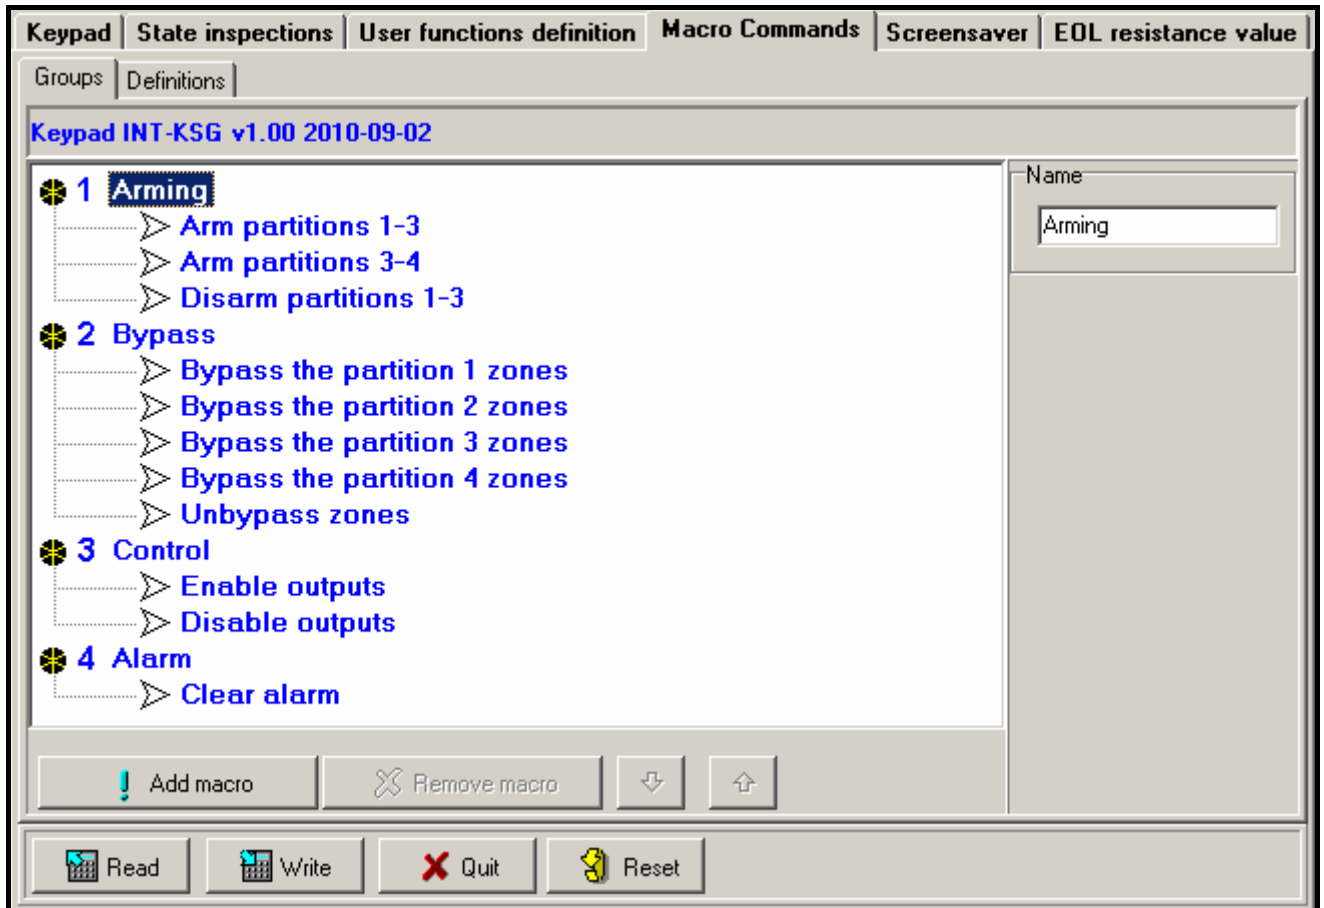 Keypad State inspections User functions definition Macro Commands Screensaver EOL resistance value
Groups Definitions
Keypad INT-KSG v1.00 2010-09-02
1 Arming
Arm partitions 1-3
Arm partitions 3-4
Disarm partitions 1-3
2 Bypass
Bypass the partition 1 zones
Bypass the partition 2 zones
Bypass the partition 3 zones
Bypass the partition 4 zones
Unbypass zones
3 Control
Enable outputs
Disable outputs
4 Alarm
Clear alarm
Name
Arming
Add macro Remove macro
Read Write Quit Reset